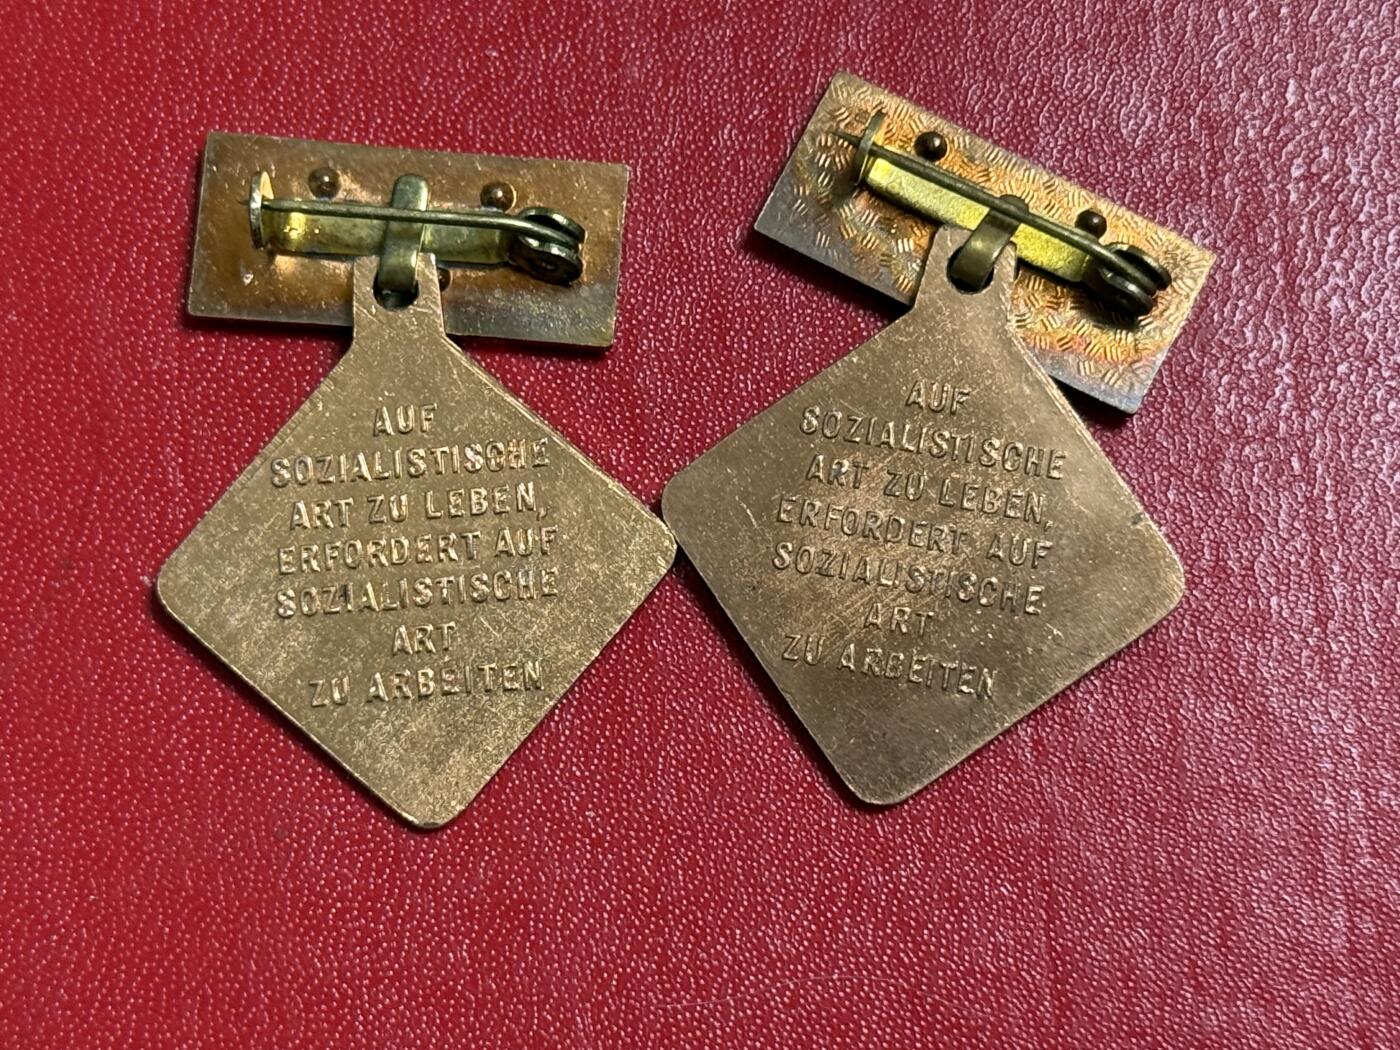 AUF
SOZIALISTISCHE
ART ZU LEBEN,
ERFORDERT AUF
SOZIALISTISCHE
ART
ZU ARBEITEN
AUF
SOZIALISTISCHE
ART ZU LEBEN,
ERFORDERT AUF
SOZIALISTISCHE
ART
ZU ARBEITEN